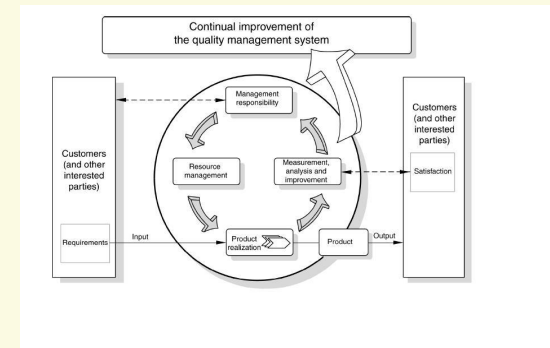 Continual improvement of
the quality management system
Management
responsibility
Customers
(and other
interested
parties)
Resource
management
Measurement,
analysis and
improvement
Customers
(and other
interested
parties)
Satisfaction
Requirements
Input
Product
realization
Product
Output